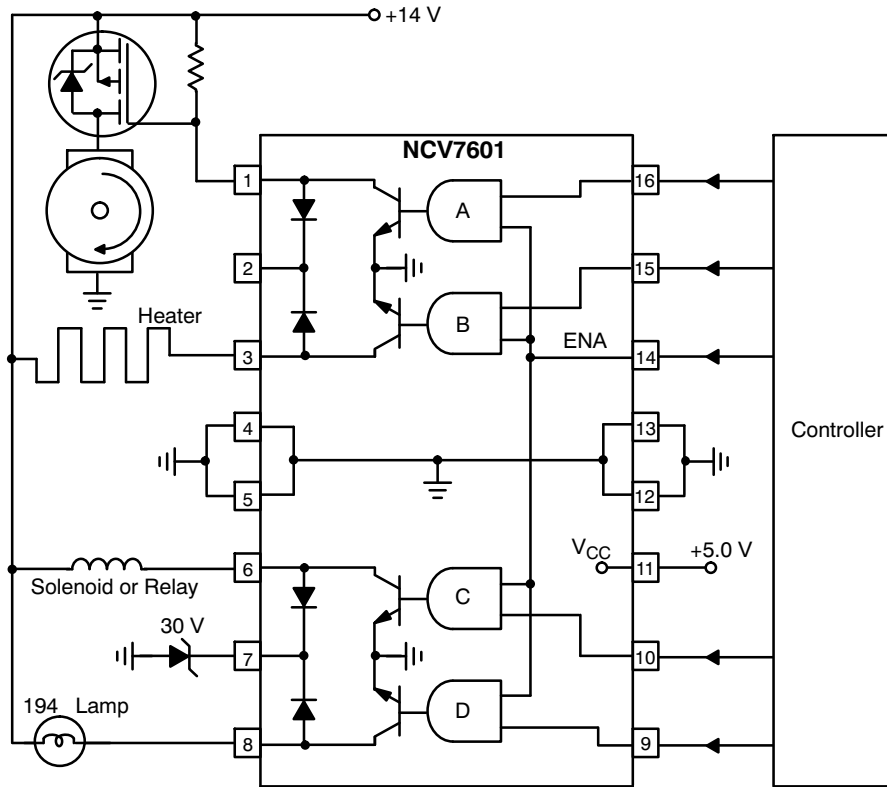 +14 V
NCV7601
1
16
A
2
15
B
Heater
ENA
3
14
4
13
Controller
5
12
VCC
+5.0 V
6
11
Solenoid or Relay
C
30 V
7
10
194 Lamp
D
8
9